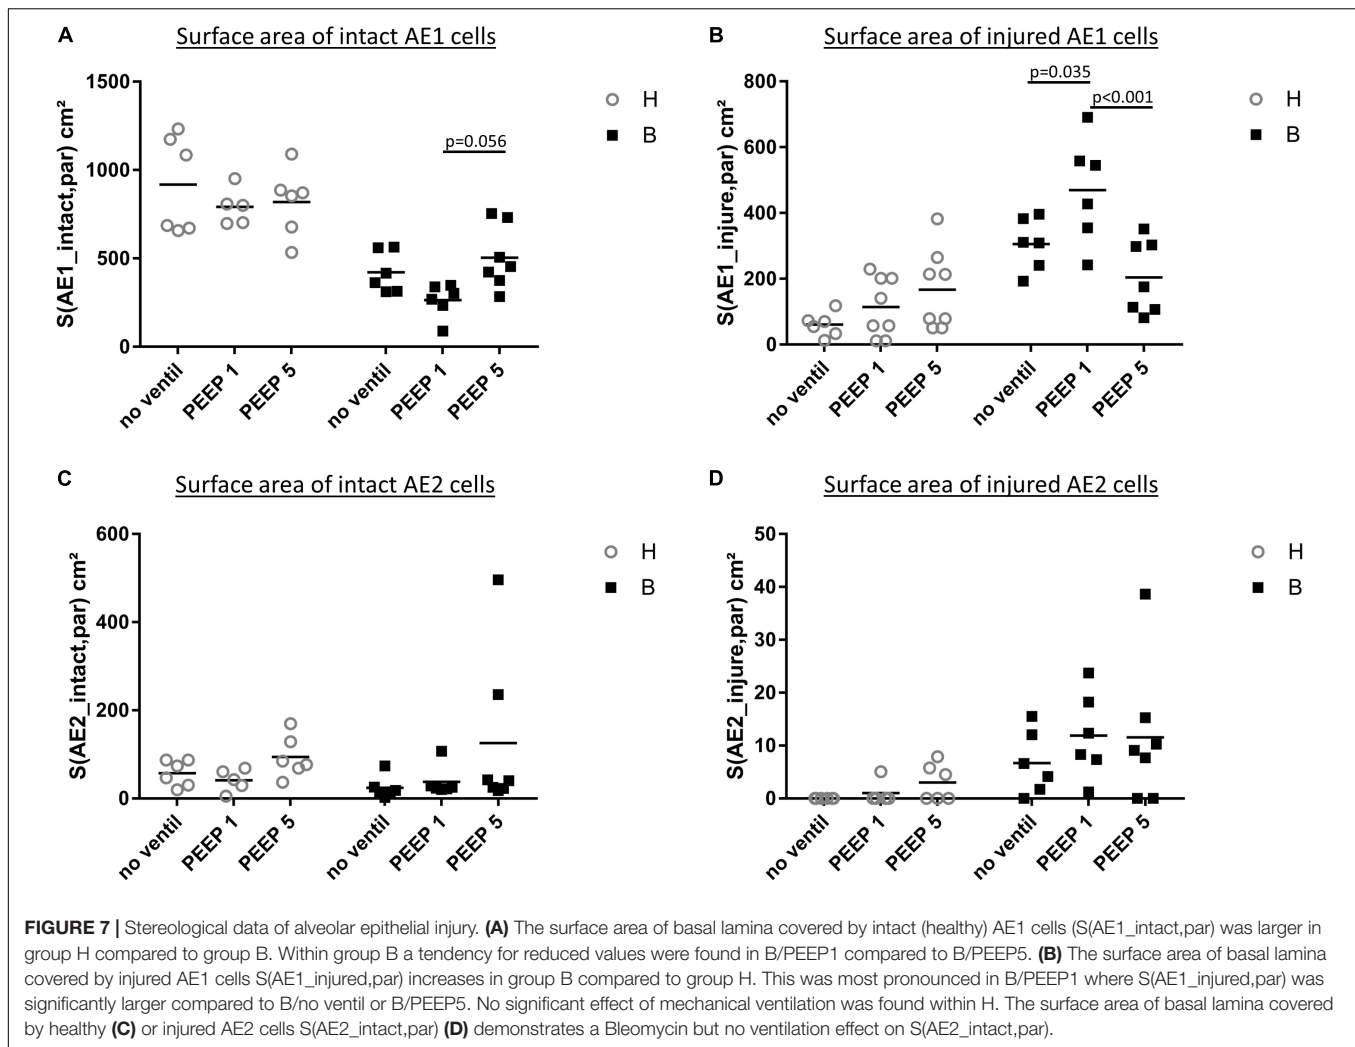 A
Surface area of intact AE1 cells
S(AE1_intact,par) cm²
1500
1000
500
0
H
B
p=0.056
no ventil
PEEP 1
PEEP 5
no ventil
PEEP 1
PEEP 5
B
Surface area of injured AE1 cells
S(AE1_injure,par) cm²
800
600
400
200
0
p=0.035
p<0.001
H
B
no ventil
PEEP 1
PEEP 5
no ventil
PEEP 1
PEEP 5
C
Surface area of intact AE2 cells
S(AE2_intact,par) cm²
600
400
200
0
H
B
no ventil
PEEP 1
PEEP 5
no ventil
PEEP 1
PEEP 5
D
Surface area of injured AE2 cells
S(AE2_injure,par) cm²
50
40
30
20
10
0
H
B
no ventil
PEEP 1
PEEP 5
no ventil
PEEP 1
PEEP 5
FIGURE 7 | Stereological data of alveolar epithelial injury. (A) The surface area of basal lamina covered by intact (healthy) AE1 cells (S(AE1_intact,par) was larger in
group H compared to group B. Within group B a tendency for reduced values were found in B/PEEP1 compared to B/PEEP5. (B) The surface area of basal lamina
covered by injured AE1 cells S(AE1_injured,par) increases in group B compared to group H. This was most pronounced in B/PEEP1 where S(AE1_injured,par) was
significantly larger compared to B/no ventil or B/PEEP5. No significant effect of mechanical ventilation was found within H. The surface area of basal lamina covered
by healthy (C) or injured AE2 cells S(AE2_intact,par) (D) demonstrates a Bleomycin but no ventilation effect on S(AE2_intact,par).